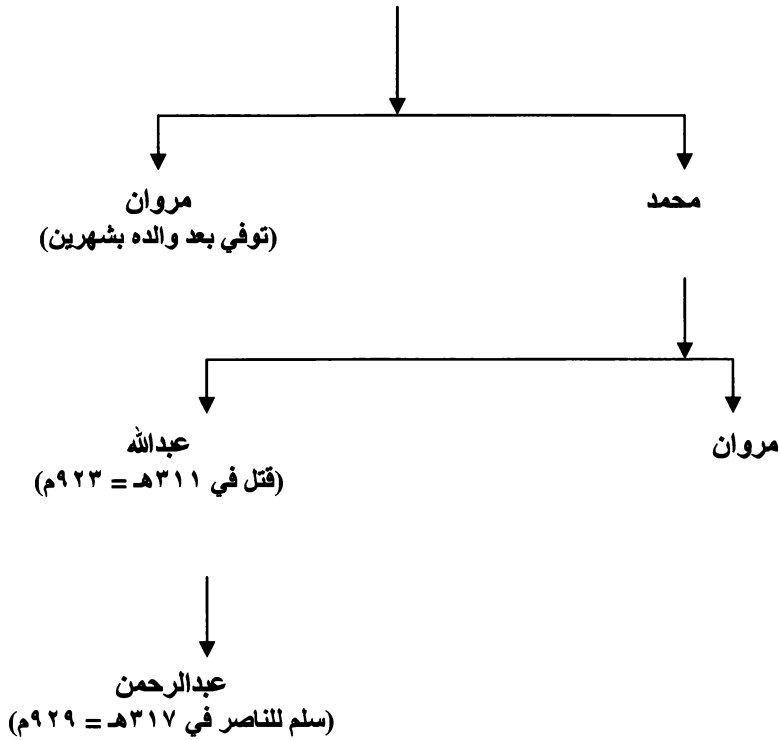 محمد
مروان
(توفي بعد والده بشهرين)
مروان
عبدالله
(قتل في ٣١١هـ = ٩٢٣م)
عبدالرحمن
(سلم للناصر في ٣١٧هـ = ٩٢٩م)